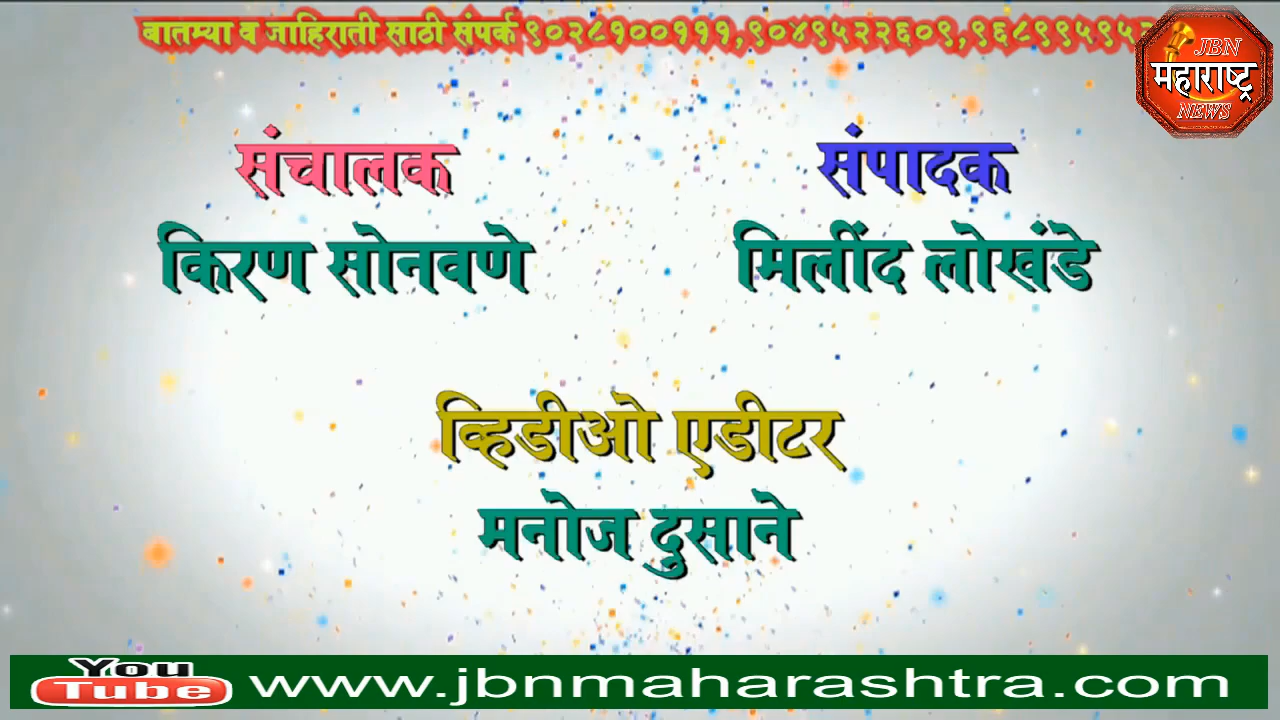 बातम्या व जाहिराती साठी संपर्क ९०२८१००१११,९०४९५२२६०९,९६८९९५९५२
JBN
महाराष्ट्र
NEWS
संचालक
संपादक
किरण सोनवणे
मिलींद लोखंडे
व्हिडीओ एडीटर
मनोज दुसाने
You Tube www.jbnmaharashtra.com